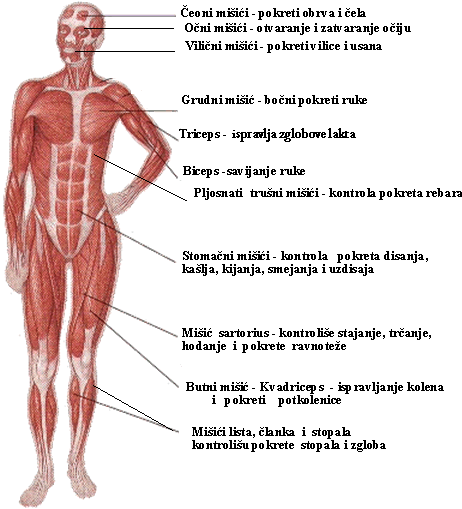 Čeoni mišići - pokreti obrva i čela
Očni mišići - otvaranje i zatvaranje očiju
Vilični mišići - pokreti vilice i usana
Grudni mišić - bočni pokreti ruke
Triceps - ispravlja zglobove lakta
Biceps -savijanje ruke
Pljosnati trušni mišići - kontrola pokreta rebara
Stomačni mišići - kontrola pokreta disanja,
kašlja, kijanja, smejanja i uzdisaja
Mišić sartorius - kontroliše stajanje, trčanje,
hodanje i pokrete ravnoteže
Butni mišić - Kvadriceps - ispravljanje kolena
i pokreti potkolenice
Mišići lista, članka i stopala
kontrolišu pokrete stopala i zgloba